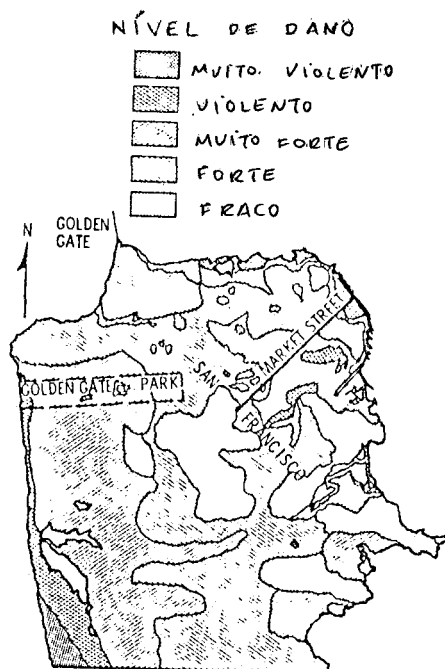 NÍVEL DE DANO
MUITO. VIOLENTO
VIOLENTO
MUITO FORTE
FORTE
FRACO
N
GOLDEN
GATE
MARKET STREET
GOLDEN GATE PARK
SAN
FRANCISCO